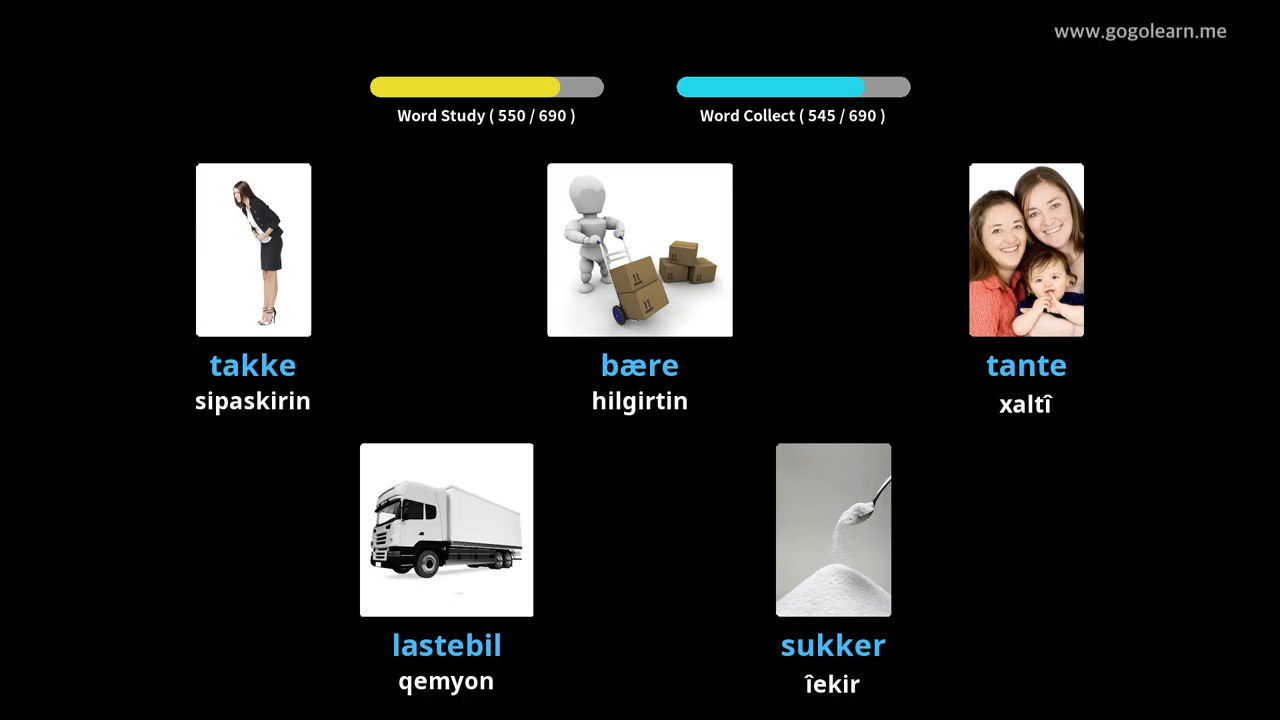 www.gogolearn.me
Word Study ( 550 / 690 )
Word Collect ( 545 / 690 )
takke
sipaskirin
bære
hilgirtin
tante
xaltî
lastebil
qemyon
sukker
îekir